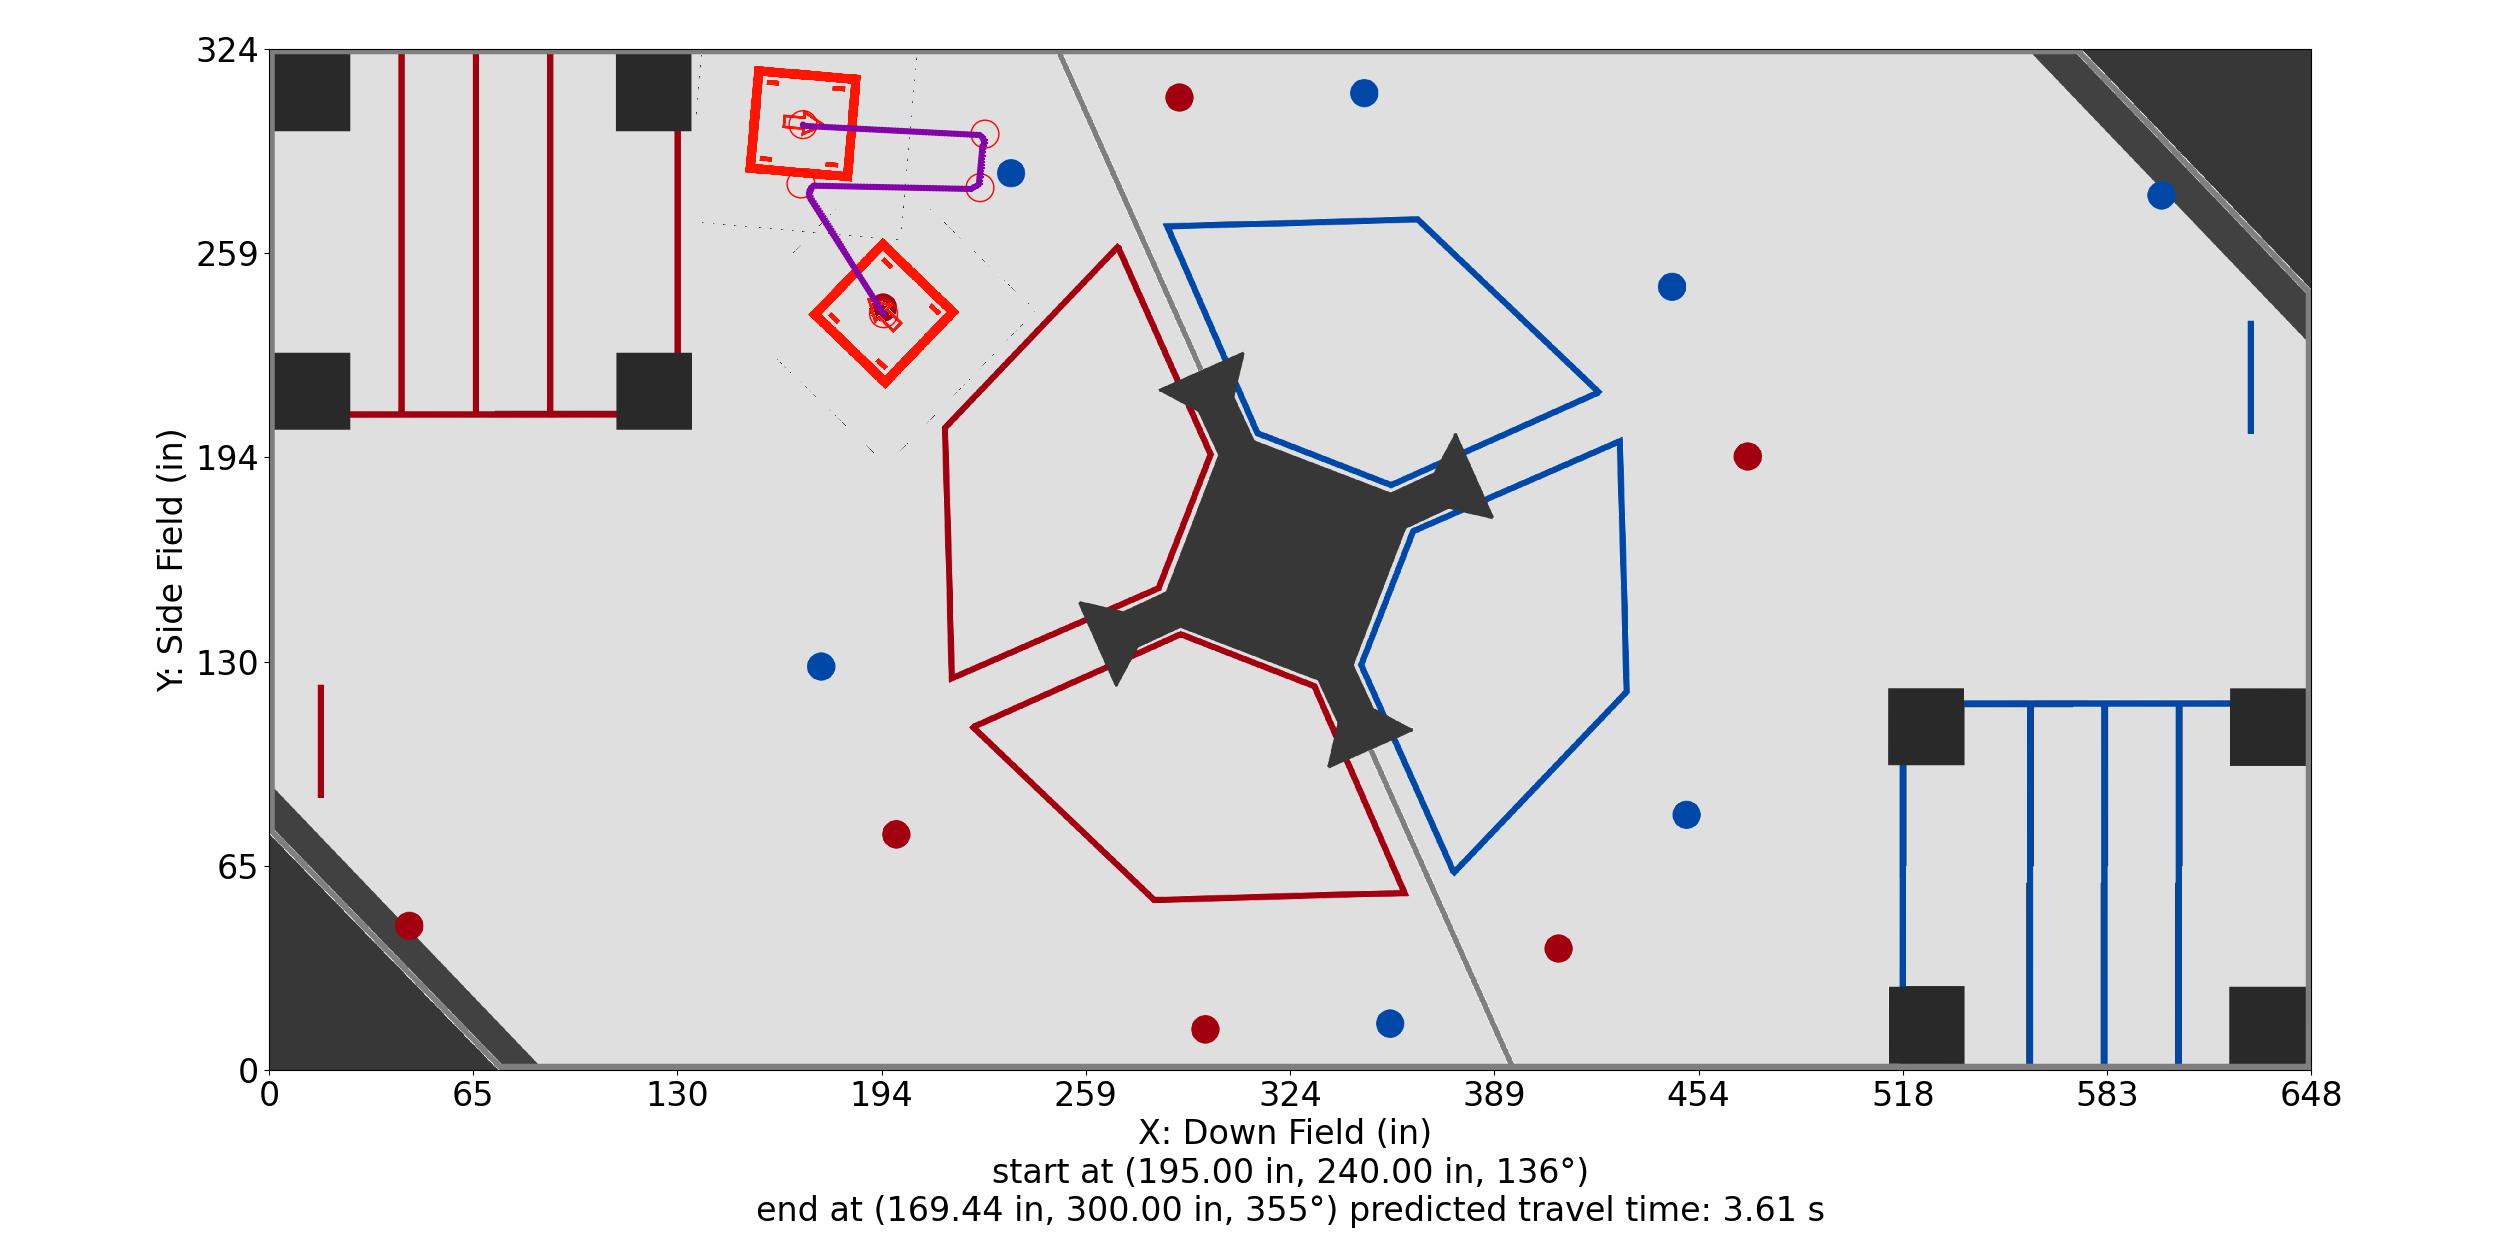 324
259
194
130
65
0
Y: Side Field (in)
0 65 130 194 259 324 389 454 518 583 648
X: Down Field (in)
start at (195.00 in, 240.00 in, 136°)
end at (169.44 in, 300.00 in, 355°) predicted travel time: 3.61 s